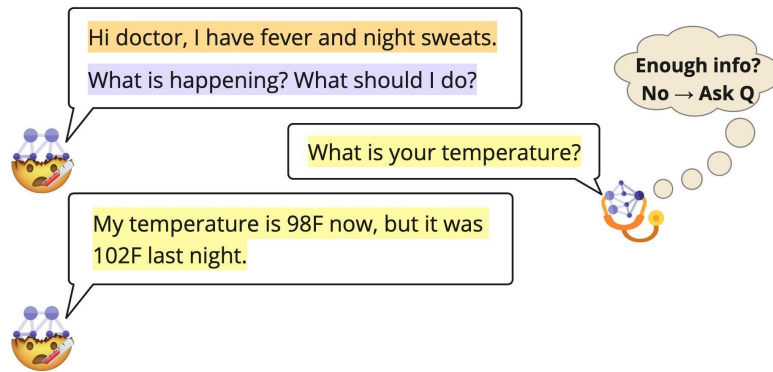 Hi doctor, I have fever and night sweats.
What is happening? What should I do?
Enough info?
No → Ask Q
What is your temperature?
My temperature is 98F now, but it was
102F last night.